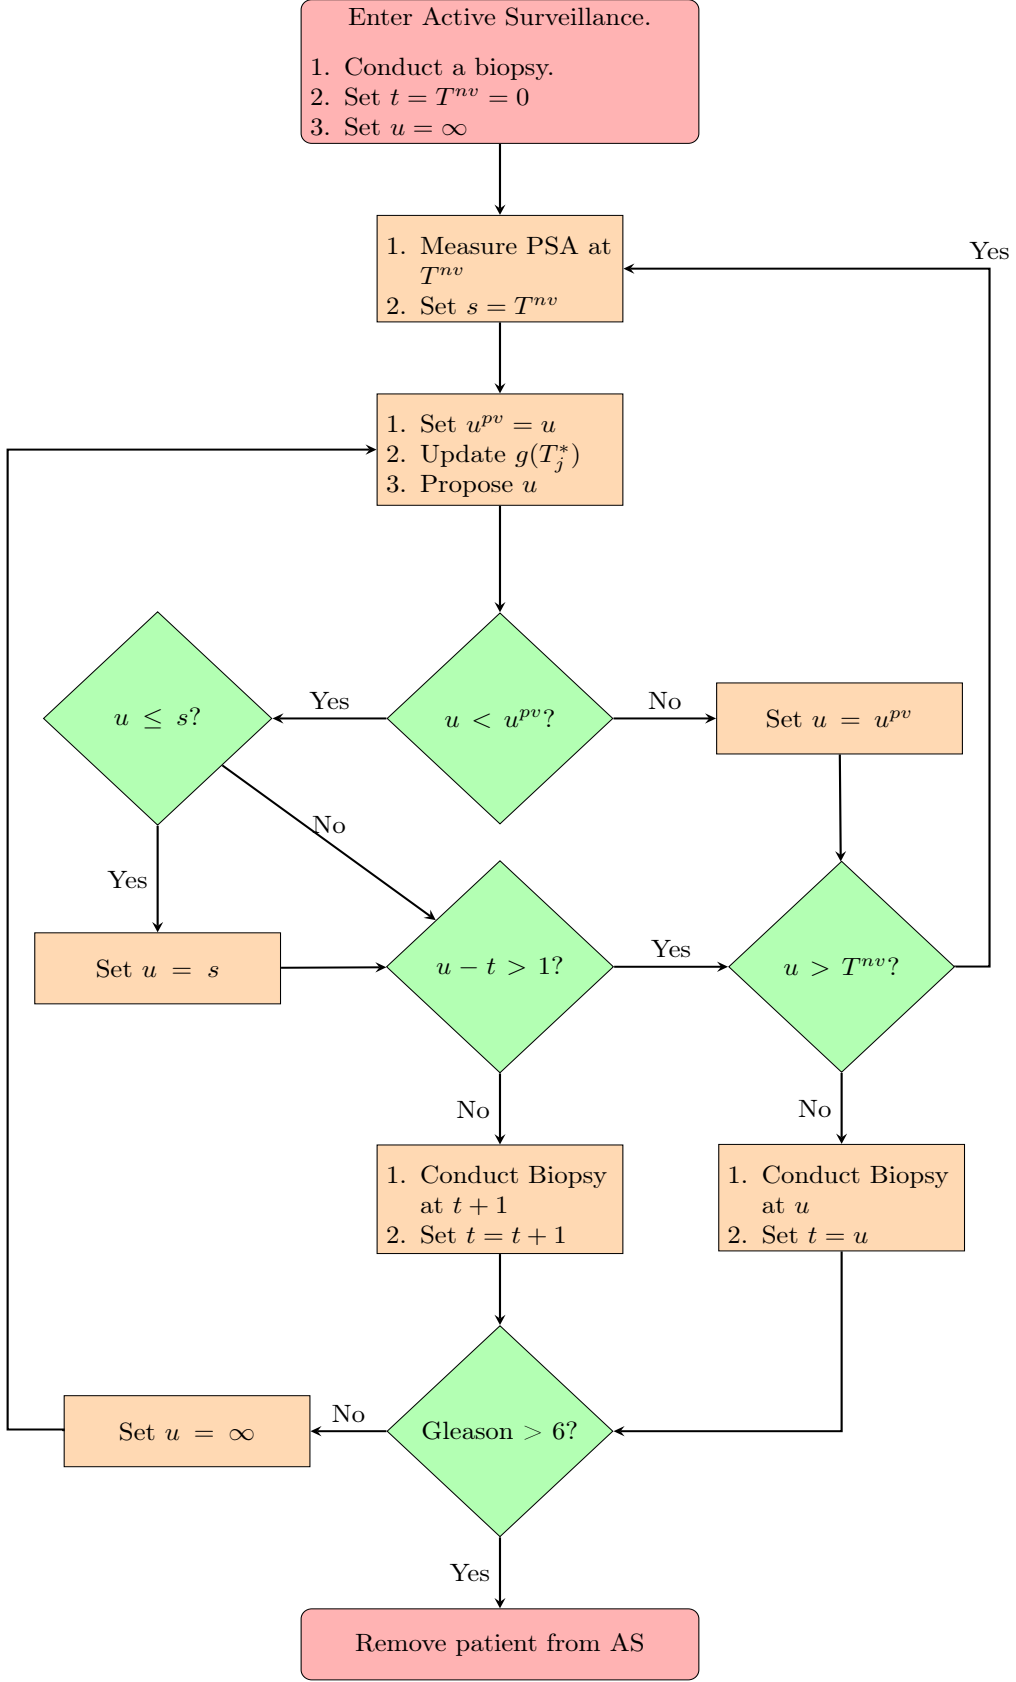 Enter Active Surveillance.
1. Conduct a biopsy.
2. Set t = T^{nv} = 0
3. Set u = ∞
1. Measure PSA at
T^{nv}
2. Set s = T^{nv}
Yes
1. Set u^{pv} = u
2. Update g(T_j^*)
3. Propose u
u ≤ s?
Yes
u < u^{pv}?
No
Set u = u^{pv}
No
Yes
Set u = s
u − t > 1?
Yes
u > T^{nv}?
No
No
1. Conduct Biopsy
at t + 1
2. Set t = t + 1
1. Conduct Biopsy
at u
2. Set t = u
Set u = ∞
No
Gleason > 6?
Yes
Remove patient from AS